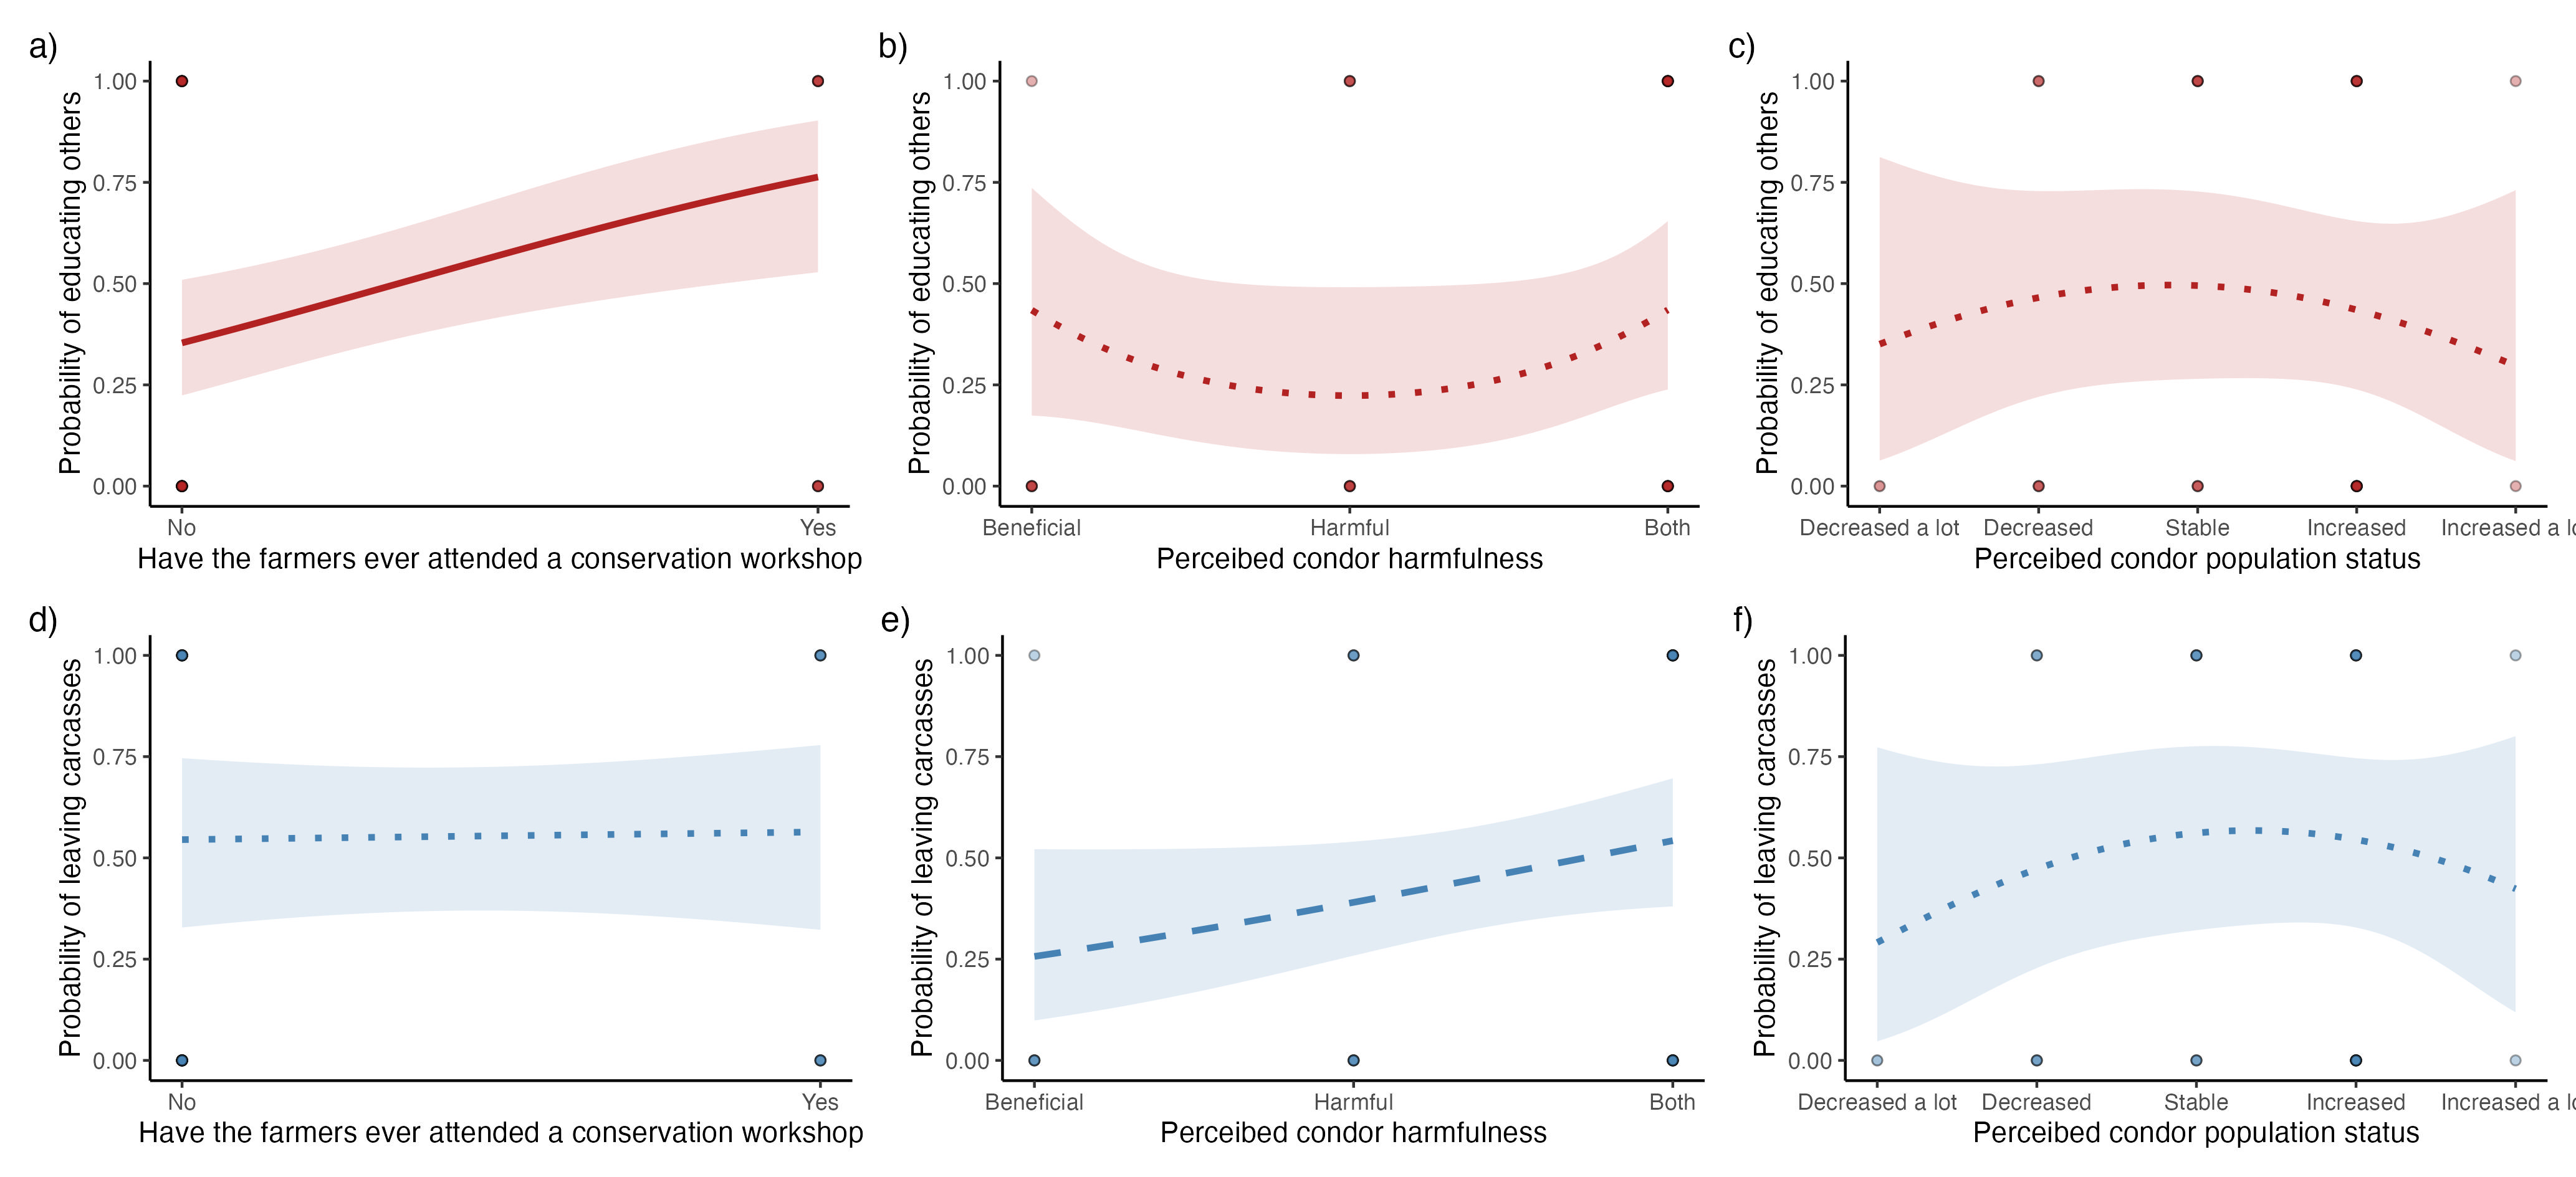 a)
Probability of educating others
1.00
0.75
0.50
0.25
0.00
No Yes
Have the farmers ever attended a conservation workshop
b)
Probability of educating others
1.00
0.75
0.50
0.25
0.00
Beneficial Harmful Both
Perceibed condor harmfulness
c)
Probability of educating others
1.00
0.75
0.50
0.25
0.00
Decreased a lot Decreased Stable Increased Increased a lo
Perceibed condor population status
d)
Probability of leaving carcasses
1.00
0.75
0.50
0.25
0.00
No Yes
Have the farmers ever attended a conservation workshop
e)
Probability of leaving carcasses
1.00
0.75
0.50
0.25
0.00
Beneficial Harmful Both
Perceibed condor harmfulness
f)
Probability of leaving carcasses
1.00
0.75
0.50
0.25
0.00
Decreased a lot Decreased Stable Increased Increased a lo
Perceibed condor population status